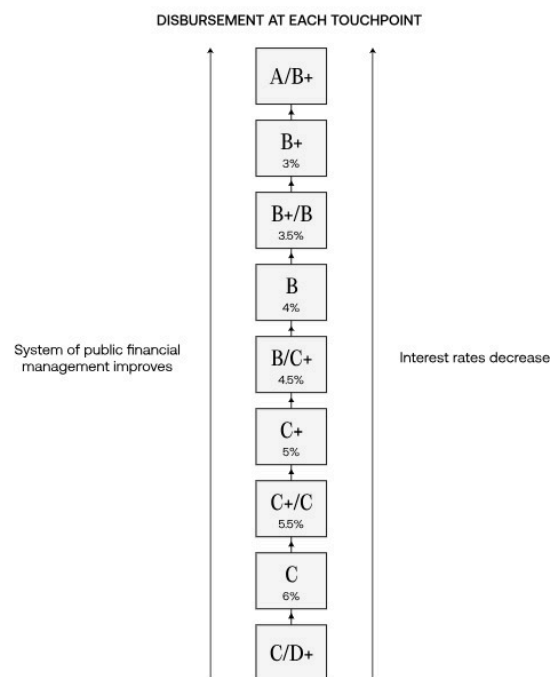 DISBURSEMENT AT EACH TOUCHPOINT
A/B+
B+
3%
B+/B
3.5%
B
4%
System of public financial
management improves
B/C+
4.5%
Interest rates decrease
C+
5%
C+/C
5.5%
C
6%
C/D+